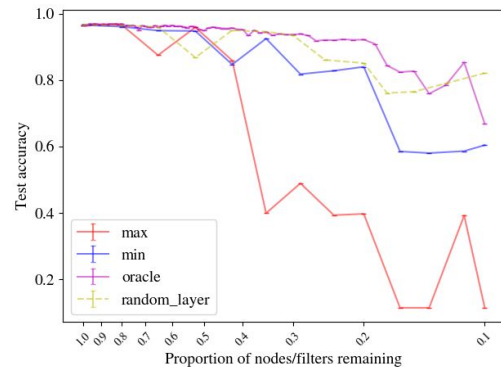 1.0
0.8
0.6
0.4
0.2
Test accuracy
max
min
oracle
random_layer
1.0 0.9 0.8 0.7 0.6 0.5 0.4 0.3 0.2 0.1
Proportion of nodes/filters remaining